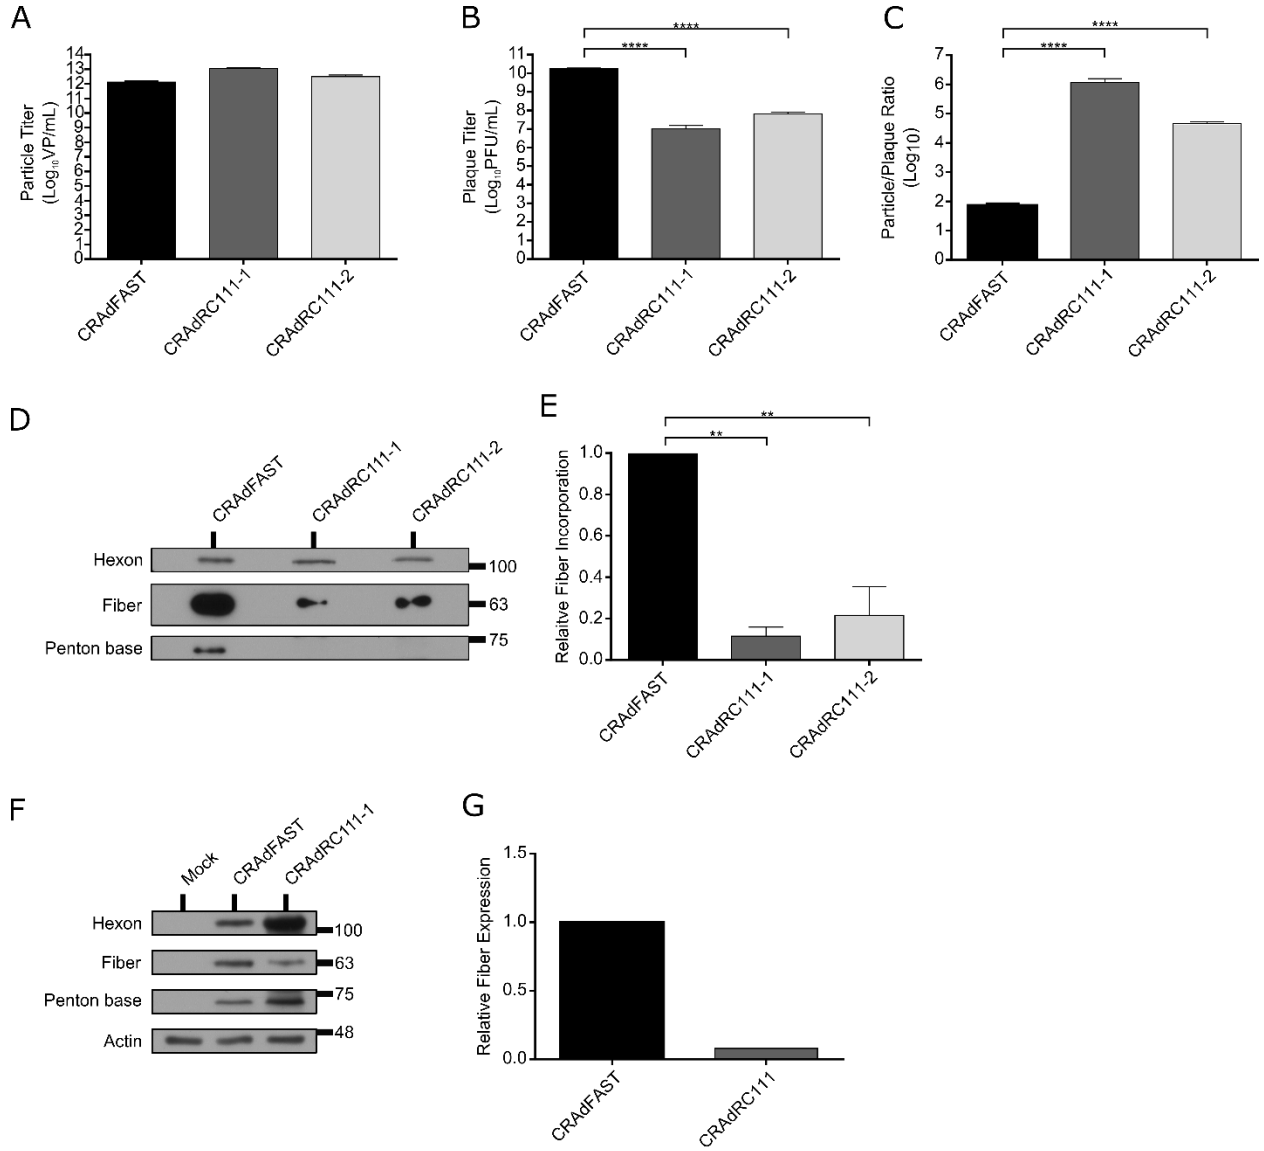 A
Particle Titer
(Log₁₀VP/mL)
14
13
12
11
10
9
8
7
6
5
4
3
2
1
0
CRAdFAST
CRAdRC111-1
CRAdRC111-2
B
****
****
Plaque Titer
(Log₁₀PFU/mL)
11
10
9
8
7
6
5
4
3
2
1
0
CRAdFAST
CRAdRC111-1
CRAdRC111-2
C
****
****
Particle/Plaque Ratio
(Log10)
7
6
5
4
3
2
1
0
CRAdFAST
CRAdRC111-1
CRAdRC111-2
D
CRAdFAST
CRAdRC111-1
CRAdRC111-2
Hexon
100
Fiber
63
Penton base
75
E
**
**
Relaitve Fiber Incorporation
1.0
0.8
0.6
0.4
0.2
0.0
CRAdFAST
CRAdRC111-1
CRAdRC111-2
F
Mock
CRAdFAST
CRAdRC111-1
Hexon
100
Fiber
63
Penton base
75
Actin
48
G
Relative Fiber Expression
1.5
1.0
0.5
0.0
CRAdFAST
CRAdRC111